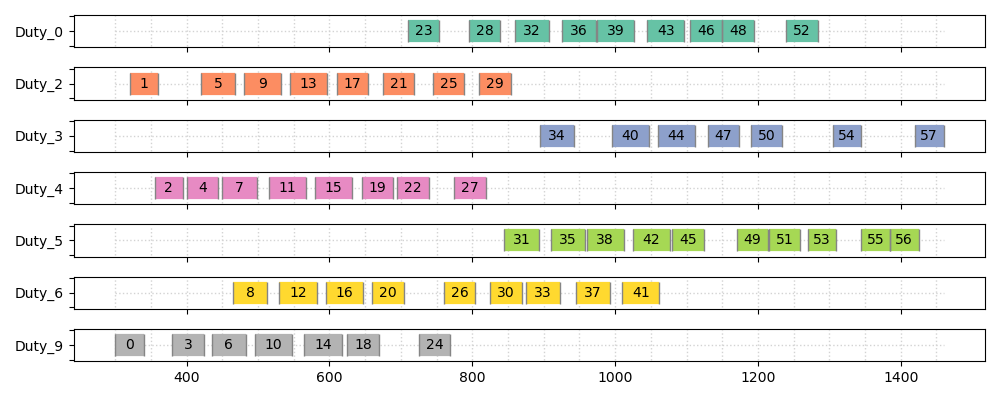 Duty_0 23 28 32 36 39 43 46 48 52
Duty_2 1 5 9 13 17 21 25 29
Duty_3 34 40 44 47 50 54 57
Duty_4 2 4 7 11 15 19 22 27
Duty_5 31 35 38 42 45 49 51 53 55 56
Duty_6 8 12 16 20 26 30 33 37 41
Duty_9 0 3 6 10 14 18 24
400 600 800 1000 1200 1400